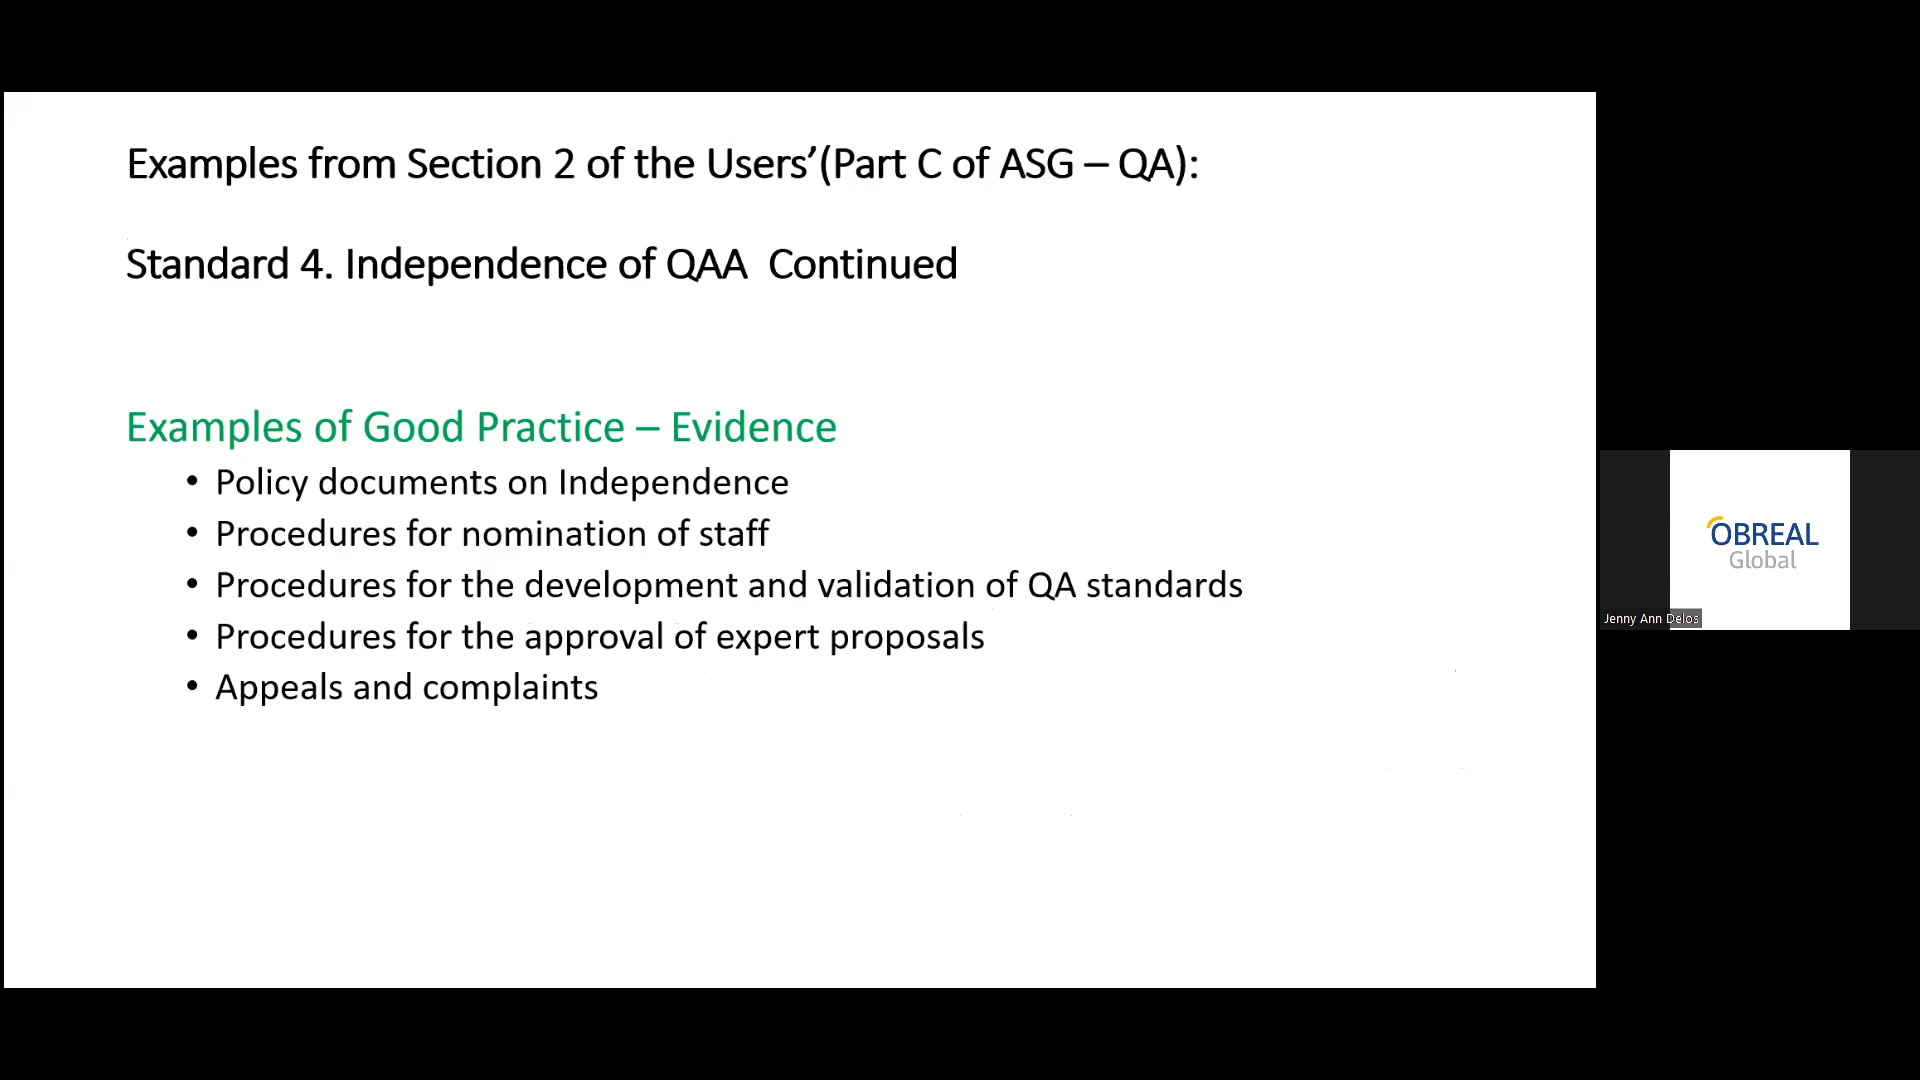 Examples from Section 2 of the Users’(Part C of ASG – QA):
Standard 4. Independence of QAA Continued
Examples of Good Practice – Evidence
• Policy documents on Independence
• Procedures for nomination of staff
• Procedures for the development and validation of QA standards
• Procedures for the approval of expert proposals
• Appeals and complaints
OBREAL
Global
Jenny Ann Delos